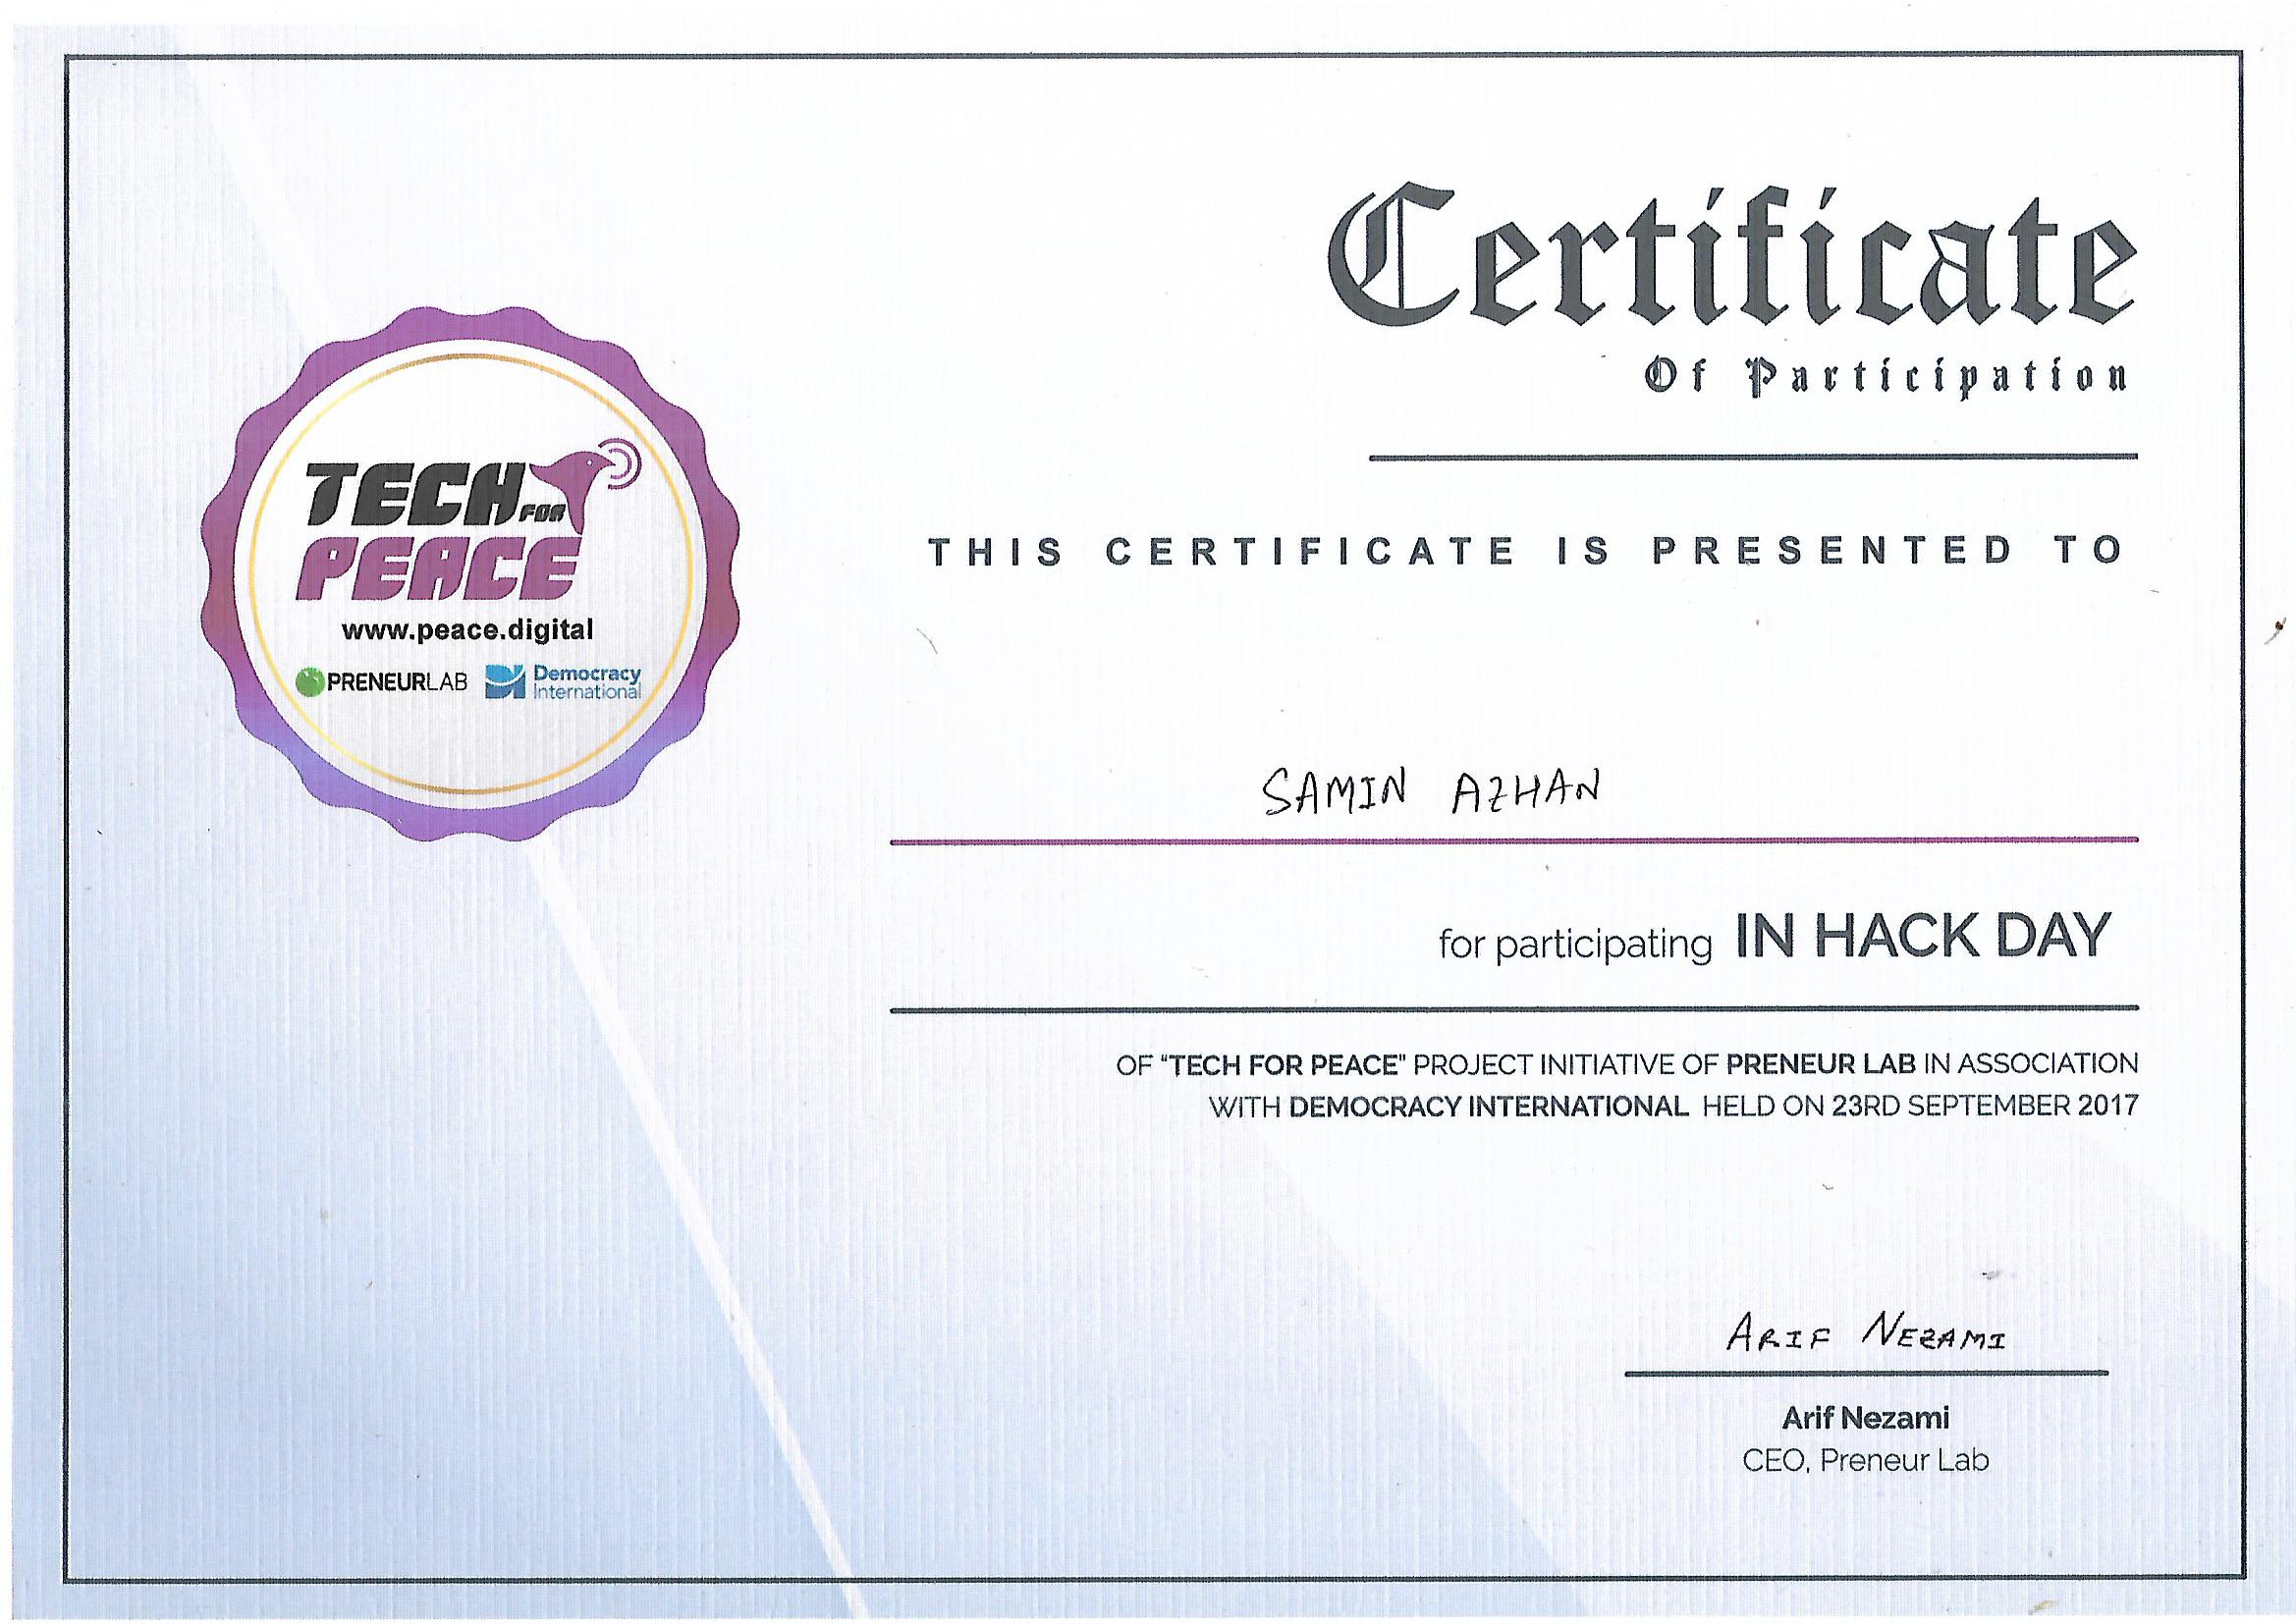 Certificate
Of Participation
TECH FOR
PEACE
www.peace.digital
PRENEURLAB Democracy International
THIS CERTIFICATE IS PRESENTED TO
SAMIN AZHAN
for participating IN HACK DAY
OF "TECH FOR PEACE" PROJECT INITIATIVE OF PRENEUR LAB IN ASSOCIATION
WITH DEMOCRACY INTERNATIONAL HELD ON 23RD SEPTEMBER 2017
ARIF NEZAMI
Arif Nezami
CEO, Preneur Lab